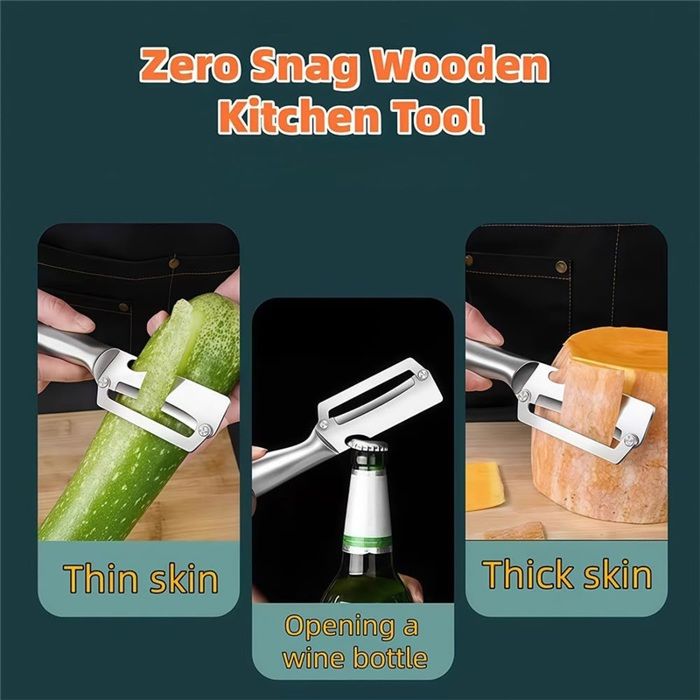 Zero Snag Wooden
Kitchen Tool
Thin skin
Opening a
wine bottle
Thick skin